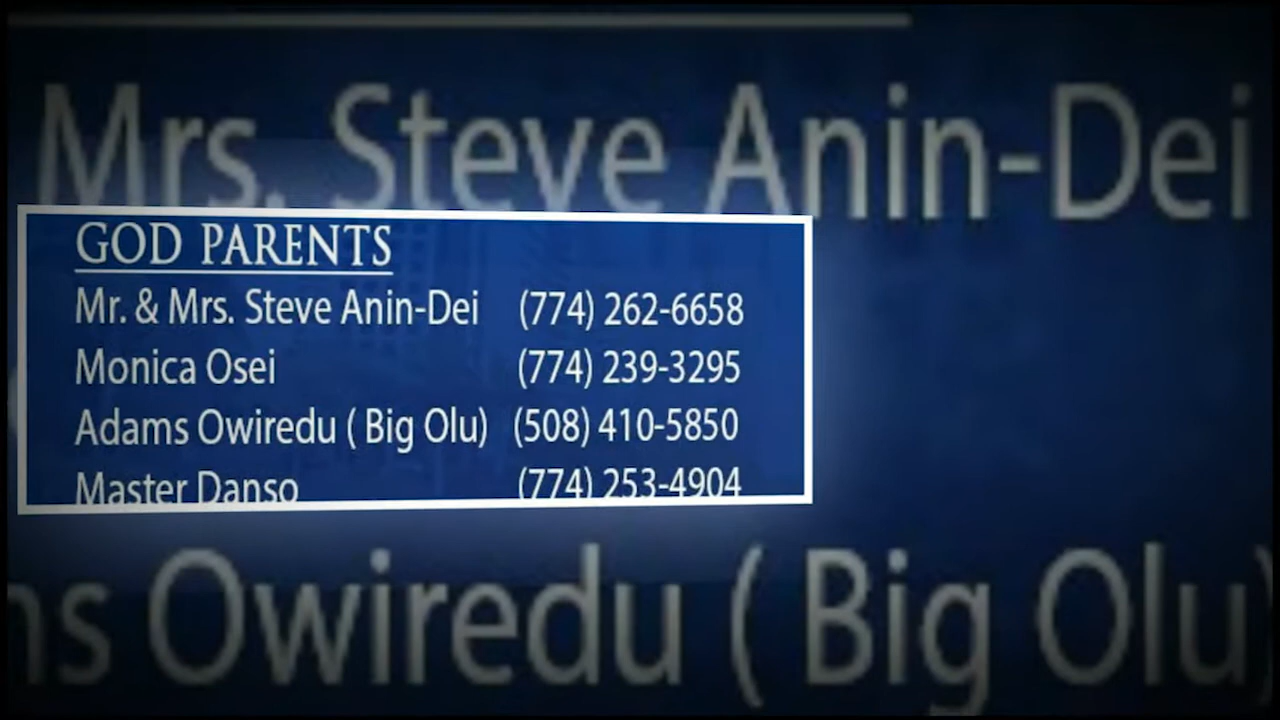 Mrs. Steve Anin-Dei
GOD PARENTS
Mr. & Mrs. Steve Anin-Dei (774) 262-6658
Monica Osei (774) 239-3295
Adams Owiredu ( Big Olu) (508) 410-5850
Master Danso (774) 253-4904
ms Owiredu ( Big Olu)